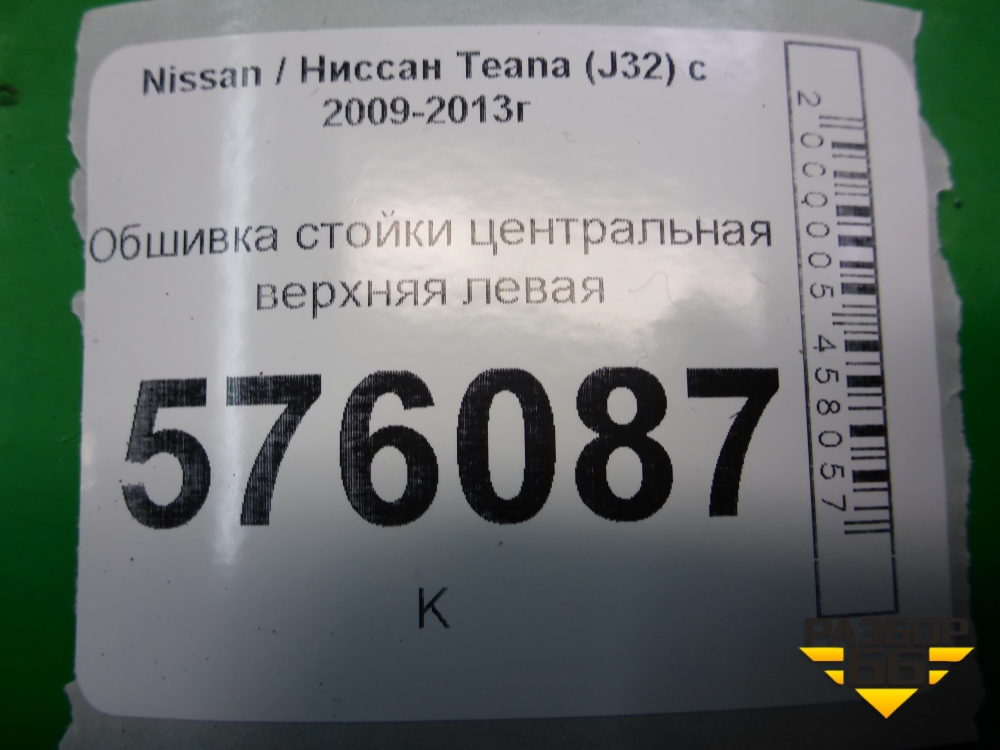 Nissan / Ниссан Teana (J32) с
2009-2013г
Обшивка стойки центральная
верхняя левая
576087
К
2000005458057
РАЗБОР
66